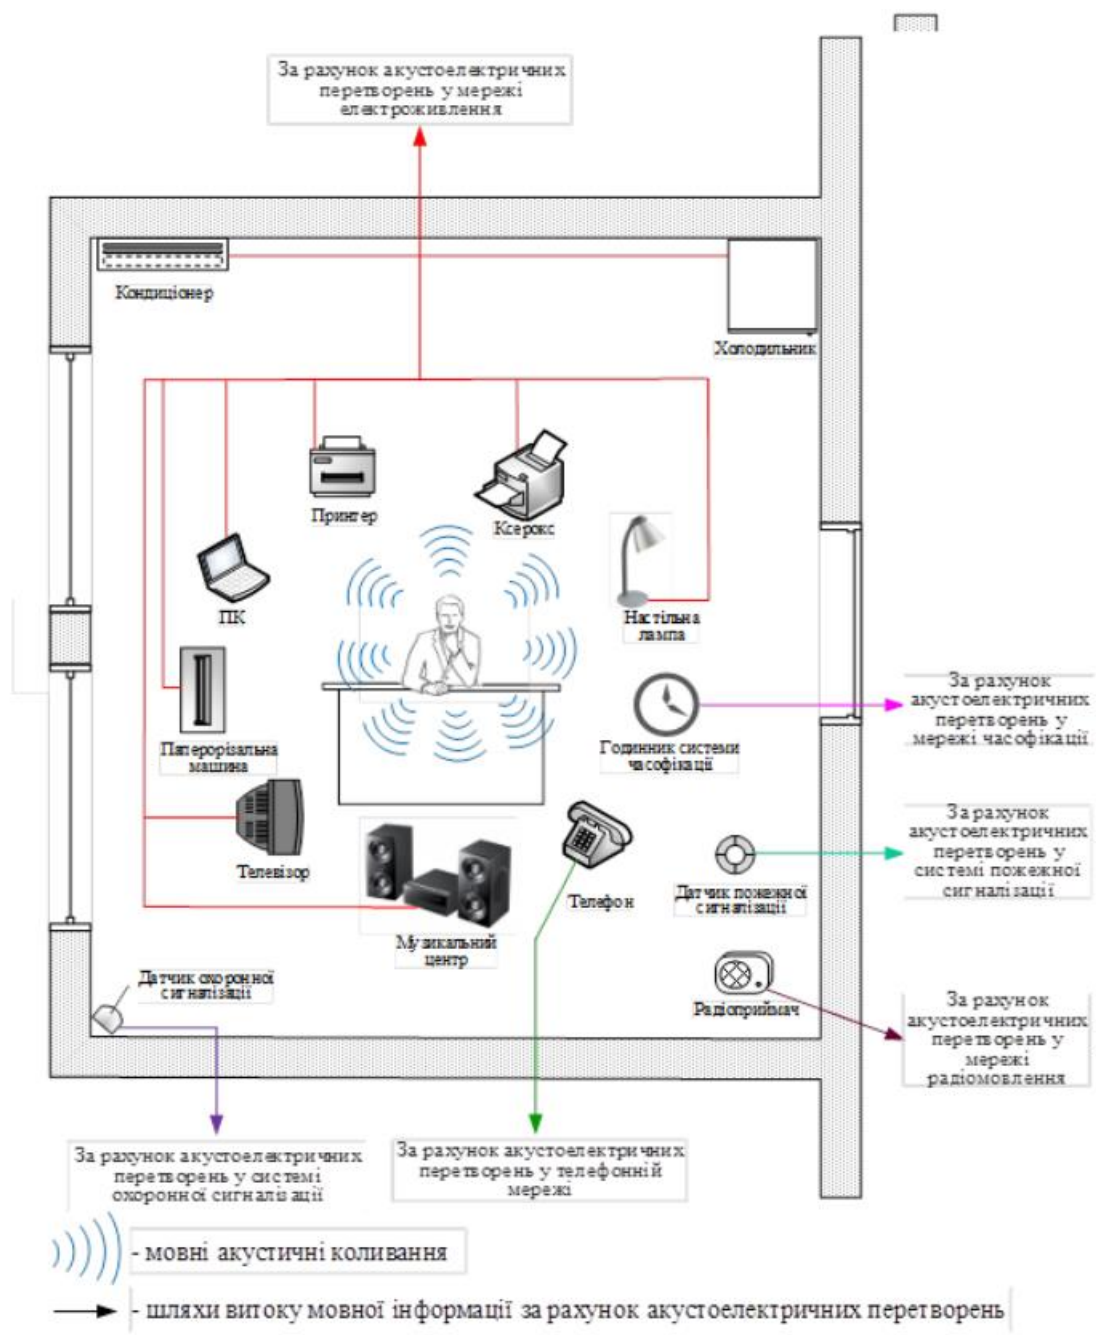 За рахунок акустоелектричних
перетворень у мережі
електроживлення
Кондиціонер
Холодильник
Принтер
Ксерокс
ПК
Настільна
лампа
За рахунок
акустоелектричних
перетворень у
мережі часофікації
Годинник системи
часофікації
Паперорізальна
машина
За рахунок
акустоелектричних
перетворень у
системі пожежної
сигналізації
Телевізор
Телефон
Датчик пожежної
сигналізації
Музикальний
центр
Датчик охоронної
сигналізації
Радіоприймач
За рахунок
акустоелектричних
перетворень у
мережі
радіомовлення
За рахунок акустоелектричних
перетворень у системі
охоронної сигналізації
За рахунок акустоелектричних
перетворень у телефонній
мережі
- мовні акустичні коливання
- шляхи витоку мовної інформації за рахунок акустоелектричних перетворень